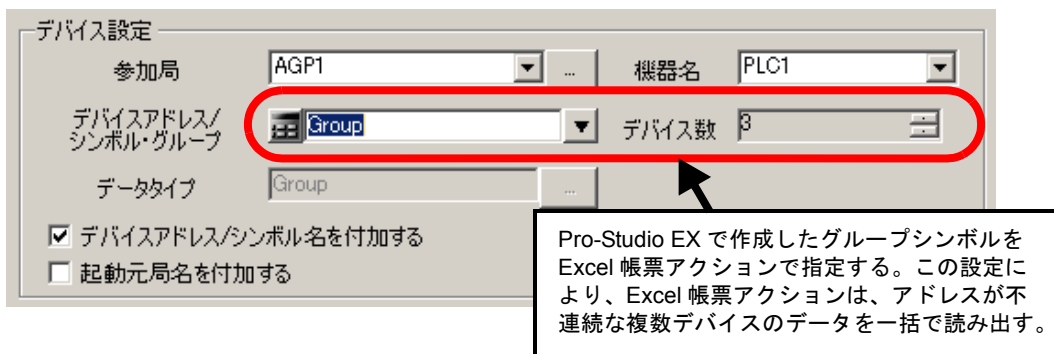 デバイス設定
参加局 AGP1 ... 機器名 PLC1
デバイスアドレス/
シンボル・グループ Group デバイス数 3
データタイプ Group ...
デバイスアドレス/シンボル名を付加する
起動元局名を付加する
Pro-Studio EX で作成したグループシンボルを
Excel 帳票アクションで指定する。この設定に
より、Excel 帳票アクションは、アドレスが不
連続な複数デバイスのデータを一括で読み出す。